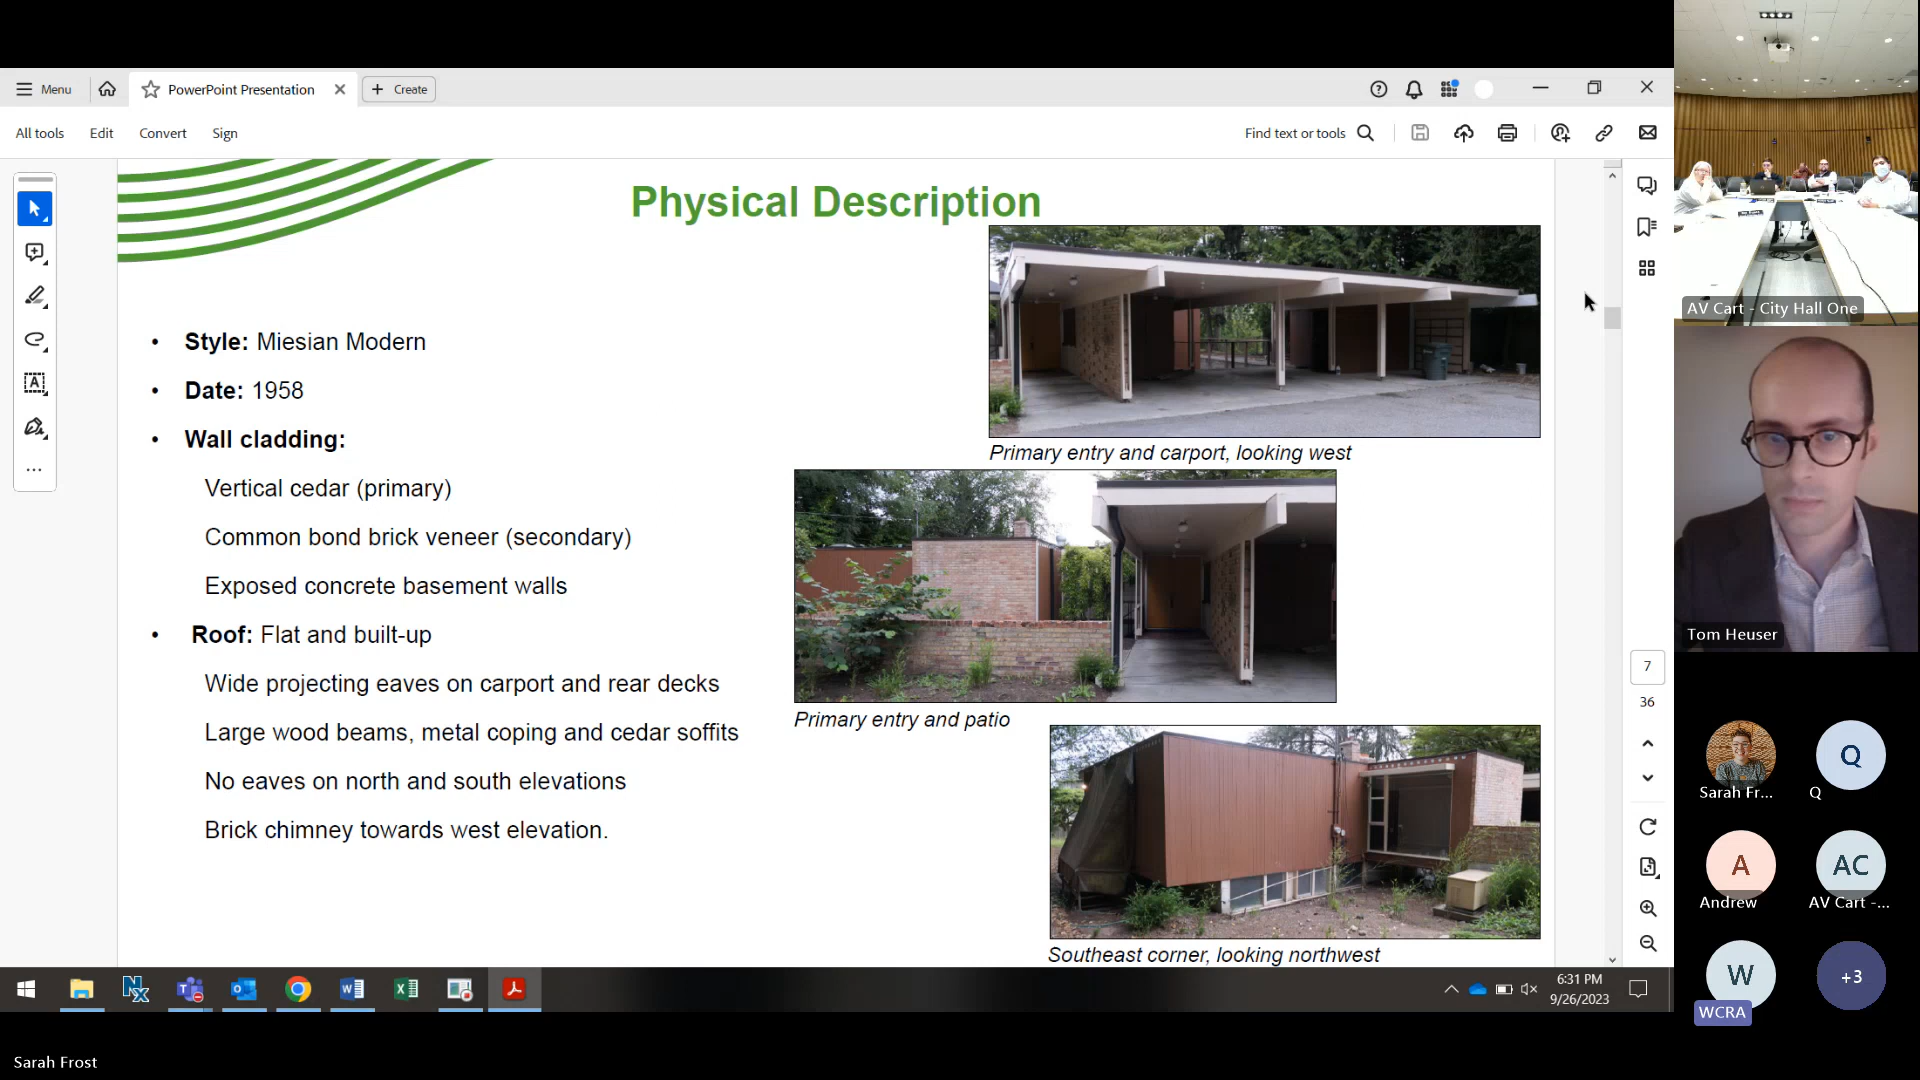 Menu
PowerPoint Presentation
Create
All tools
Edit
Convert
Sign
Find text or tools
Physical Description
• Style: Miesian Modern
• Date: 1958
• Wall cladding:
Vertical cedar (primary)
Common bond brick veneer (secondary)
Exposed concrete basement walls
• Roof: Flat and built-up
Wide projecting eaves on carport and rear decks
Large wood beams, metal coping and cedar soffits
No eaves on north and south elevations
Brick chimney towards west elevation.
Primary entry and carport, looking west
Primary entry and patio
Southeast corner, looking northwest
7
36
6:31 PM
9/26/2023
AV Cart - City Hall One
Tom Heuser
Sarah Fr...
Q
Q
A
Andrew
AC
AV Cart -...
W
WCRA
+3
Sarah Frost